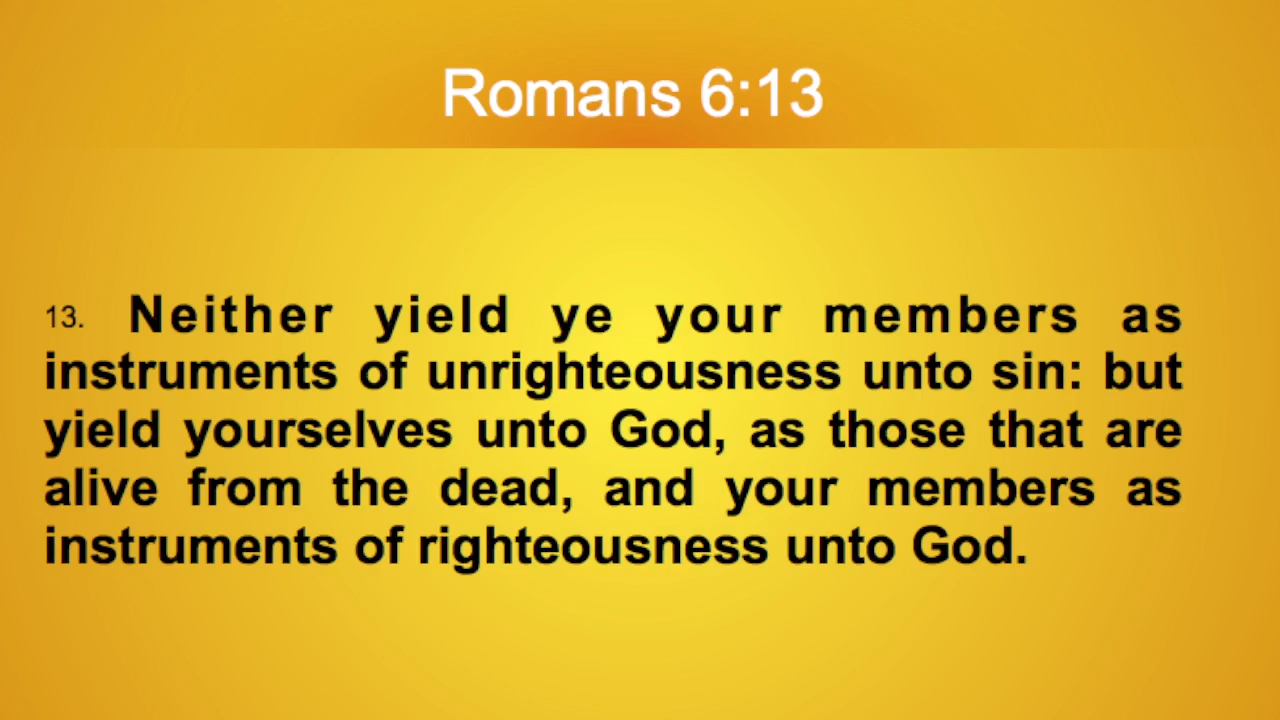 Romans 6:13
13. Neither yield ye your members as
instruments of unrighteousness unto sin: but
yield yourselves unto God, as those that are
alive from the dead, and your members as
instruments of righteousness unto God.